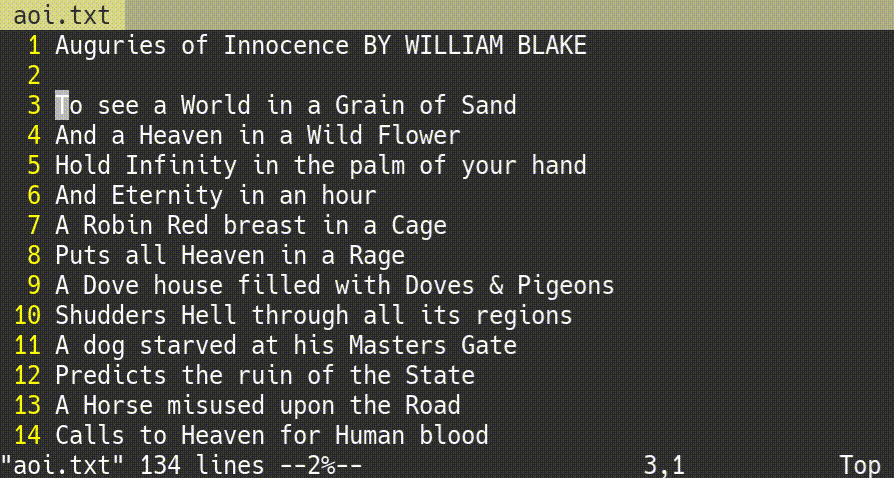 aoi.txt
1 Auguries of Innocence BY WILLIAM BLAKE
2
3 To see a World in a Grain of Sand
4 And a Heaven in a Wild Flower
5 Hold Infinity in the palm of your hand
6 And Eternity in an hour
7 A Robin Red breast in a Cage
8 Puts all Heaven in a Rage
9 A Dove house filled with Doves & Pigeons
10 Shudders Hell through all its regions
11 A dog starved at his Masters Gate
12 Predicts the ruin of the State
13 A Horse misused upon the Road
14 Calls to Heaven for Human blood
"aoi.txt" 134 lines --2%-- 3,1 Top